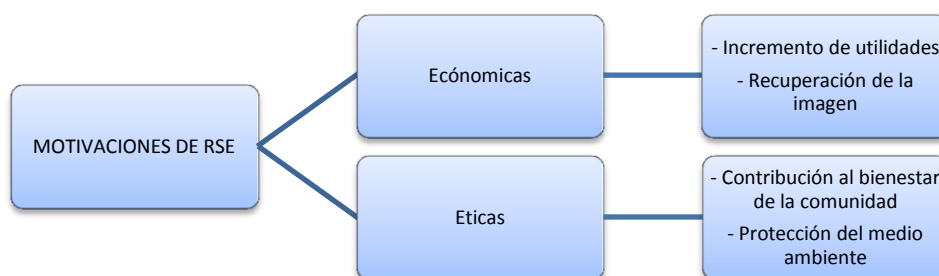 MOTIVACIONES DE RSE
Ecónomicas
- Incremento de utilidades
- Recuperación de la
imagen
Eticas
- Contribución al bienestar
de la comunidad
- Protección del medio
ambiente